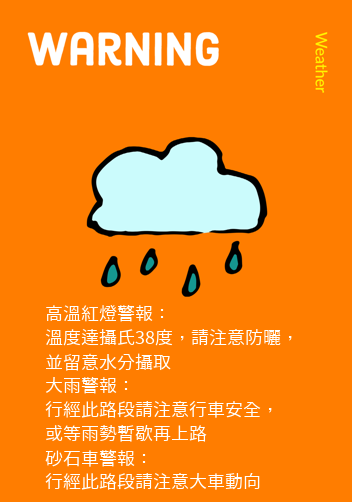 WARNING
Weather
高溫紅燈警報：
溫度達攝氏38度，請注意防曬，
並留意水分攝取
大雨警報：
行經此路段請注意行車安全，
或等雨勢暫歇再上路
砂石車警報：
行經此路段請注意大車動向